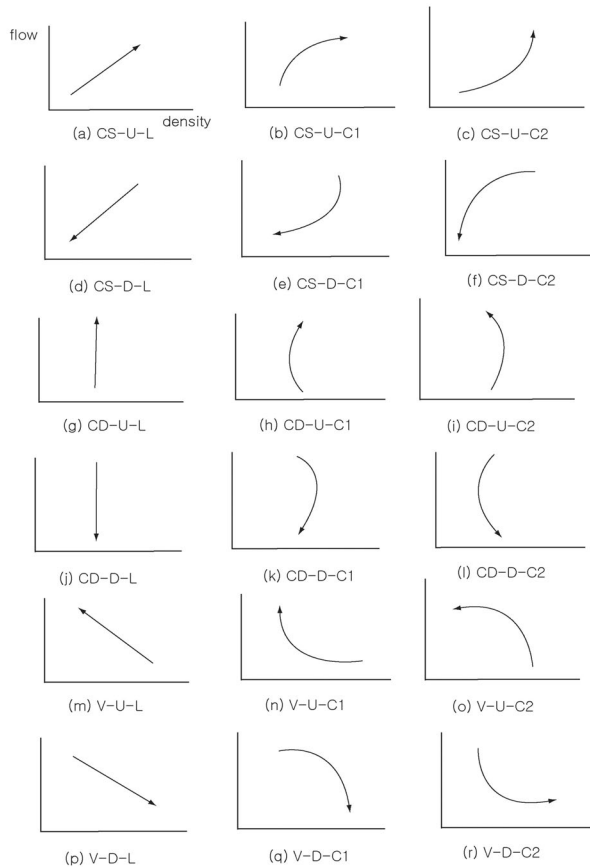 flow
density
(a) CS-U-L
(b) CS-U-C1
(c) CS-U-C2
(d) CS-D-L
(e) CS-D-C1
(f) CS-D-C2
(g) CD-U-L
(h) CD-U-C1
(i) CD-U-C2
(j) CD-D-L
(k) CD-D-C1
(l) CD-D-C2
(m) V-U-L
(n) V-U-C1
(o) V-U-C2
(p) V-D-L
(q) V-D-C1
(r) V-D-C2